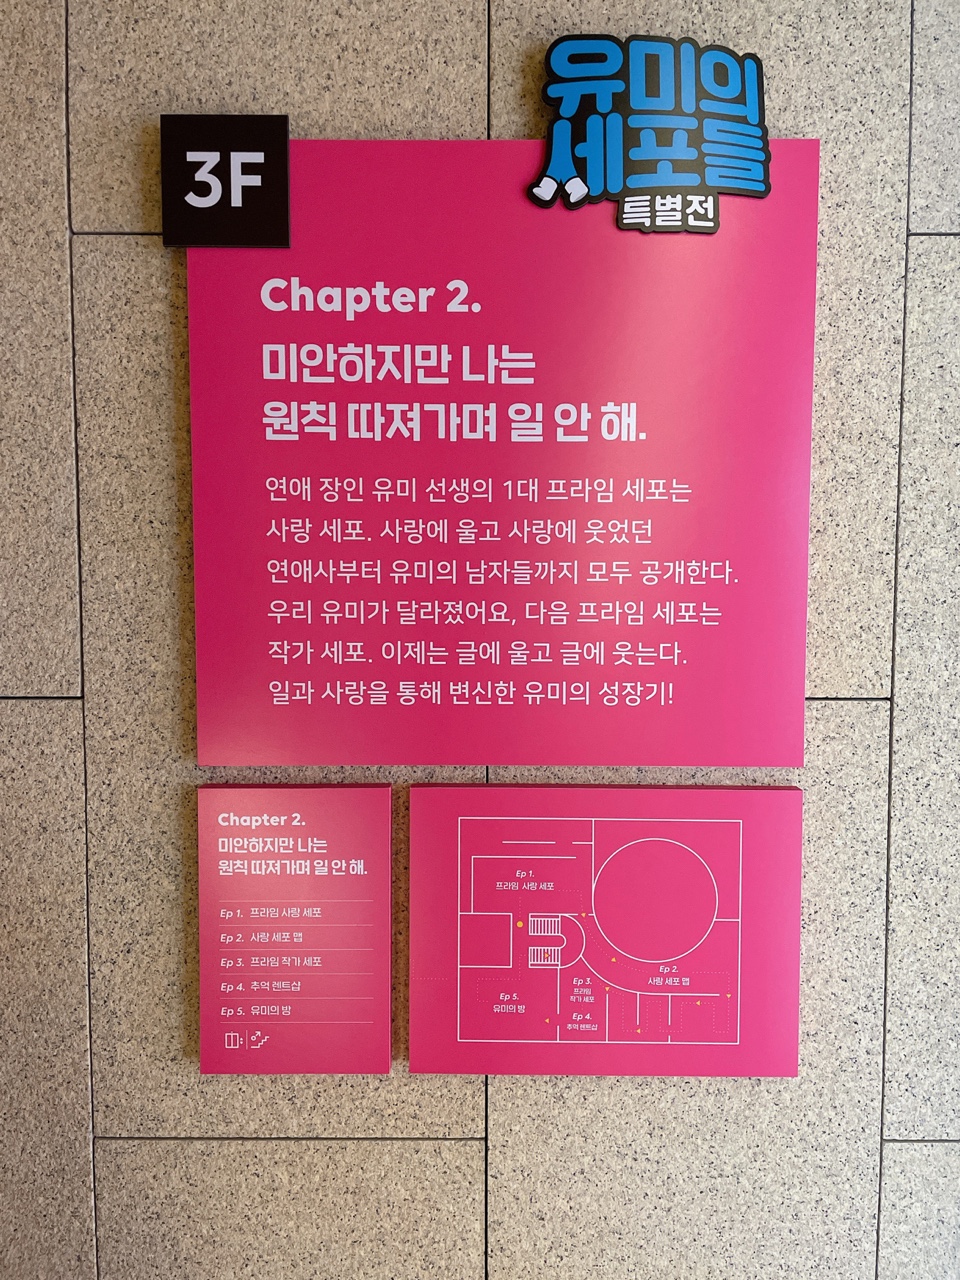 유미의
세포들
특별전
3F
Chapter 2.
미안하지만 나는
원칙 따져가며 일 안 해.
연애 장인 유미 선생의 1대 프라임 세포는
사랑 세포. 사랑에 울고 사랑에 웃었던
연애사부터 유미의 남자들까지 모두 공개한다.
우리 유미가 달라졌어요, 다음 프라임 세포는
작가 세포. 이제는 글에 울고 글에 웃는다.
일과 사랑을 통해 변신한 유미의 성장기!
Chapter 2.
미안하지만 나는
원칙 따져가며 일 안 해.
Ep 1. 프라임 사랑 세포
Ep 2. 사랑 세포 맵
Ep 3. 프라임 작가 세포
Ep 4. 추억 렌트샵
Ep 5. 유미의 방
Ep 1.
프라임 사랑 세포
Ep 2.
사랑 세포 맵
Ep 3.
프라임
작가 세포
Ep 4.
추억 렌트샵
Ep 5.
유미의 방